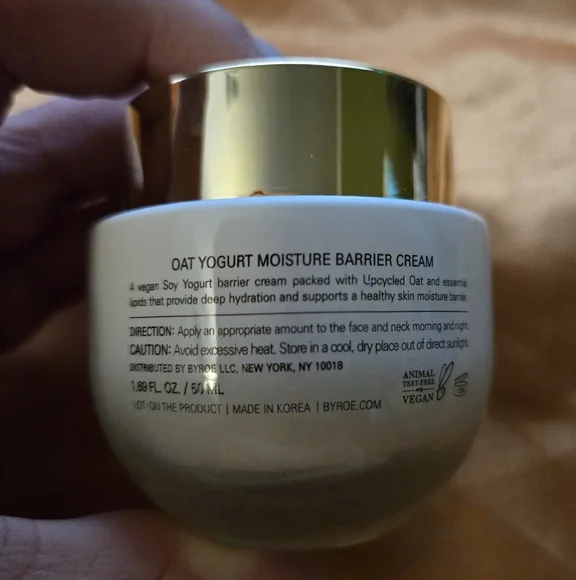 OAT YOGURT MOISTURE BARRIER CREAM
A vegan Soy Yogurt barrier cream packed with Upcycled Oat and essential
lipids that provide deep hydration and supports a healthy skin moisture barrier.
DIRECTION: Apply an appropriate amount to the face and neck morning and night.
CAUTION: Avoid excessive heat. Store in a cool, dry place out of direct sunlight.
DISTRIBUTED BY BYROE LLC, NEW YORK, NY 10018
1.69 FL. OZ. / 50 ML
LOT: ON THE PRODUCT | MADE IN KOREA | BYROE.COM
ANIMAL
TEST-FREE
VEGAN